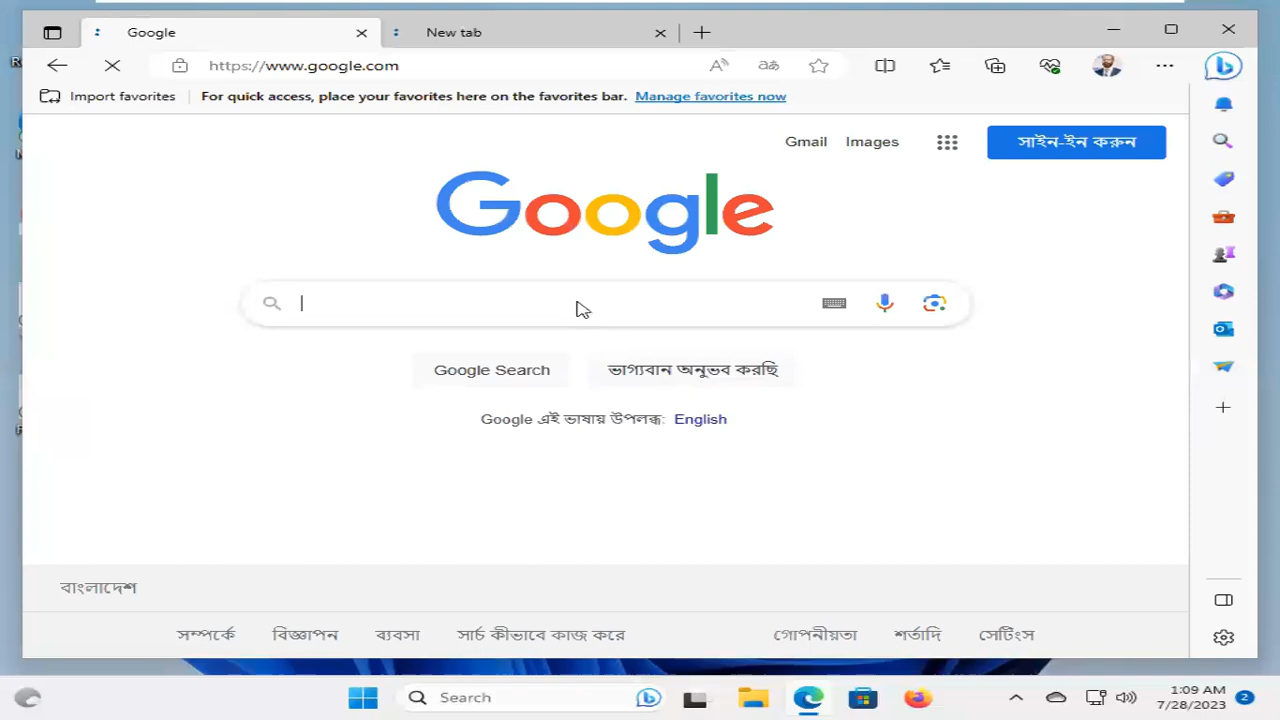 Google
New tab
https://www.google.com
Import favorites
For quick access, place your favorites here on the favorites bar. Manage favorites now
Gmail Images সাইন-ইন করুন
Google
Google Search ভাগ্যবান অনুভব করছি
Google এই ভাষায় উপলব্ধ: English
বাংলাদেশ
সম্পর্কে বিজ্ঞাপন ব্যবসা সার্চ কীভাবে কাজ করে গোপনীয়তা শর্তাদি সেটিংস
Search
1:09 AM
7/28/2023
2